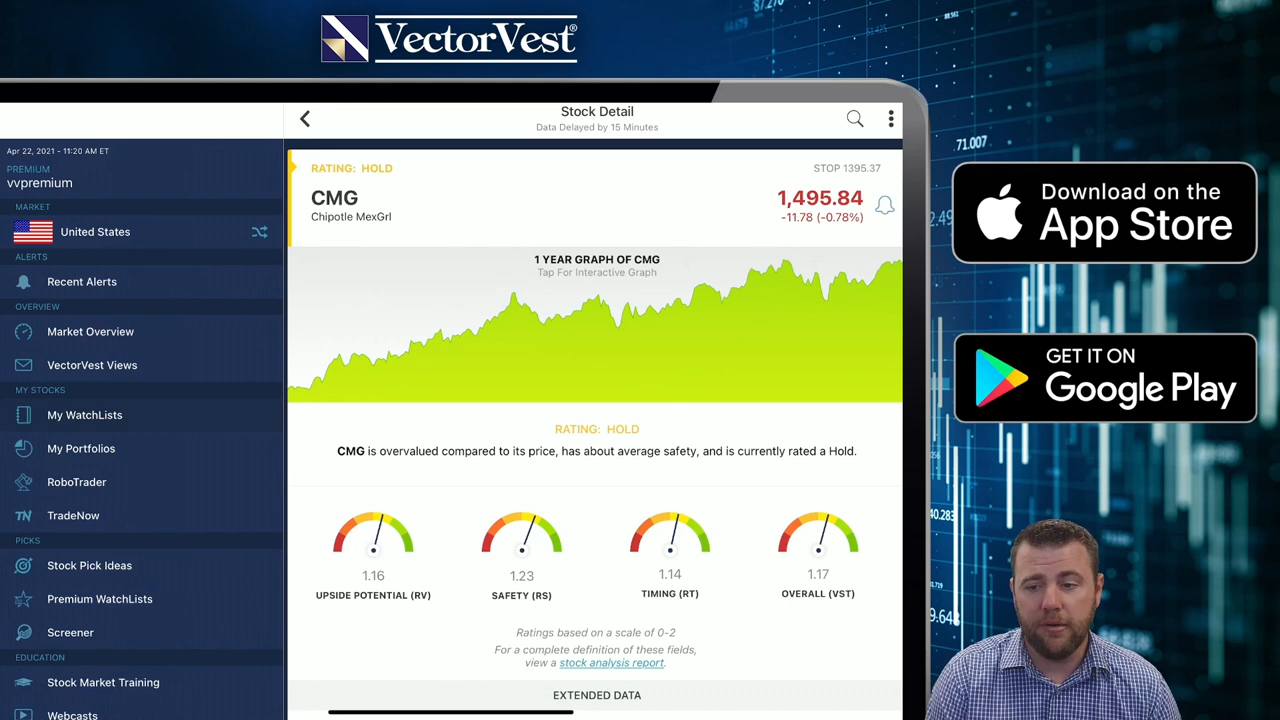 VectorVest®
Stock Detail
Data Delayed by 15 Minutes
Apr 22, 2021 - 11:20 AM ET
PREMIUM
vvpremium
MARKET
United States
ALERTS
Recent Alerts
OVERVIEW
Market Overview
VectorVest Views
MY STOCKS
My WatchLists
My Portfolios
RoboTrader
TN TradeNow
PICKS
Stock Pick Ideas
Premium WatchLists
Screener
EDUCATION
Stock Market Training
Webcasts
RATING: HOLD
STOP 1395.37
CMG
1,495.84
Chipotle MexGrl
-11.78 (-0.78%)
1 YEAR GRAPH OF CMG
Tap For Interactive Graph
RATING: HOLD
CMG is overvalued compared to its price, has about average safety, and is currently rated a Hold.
1.16
UPSIDE POTENTIAL (RV)
1.23
SAFETY (RS)
1.14
TIMING (RT)
1.17
OVERALL (VST)
Ratings based on a scale of 0-2
For a complete definition of these fields,
view a stock analysis report.
EXTENDED DATA
Download on the
App Store
GET IT ON
Google Play
71.007
40.283